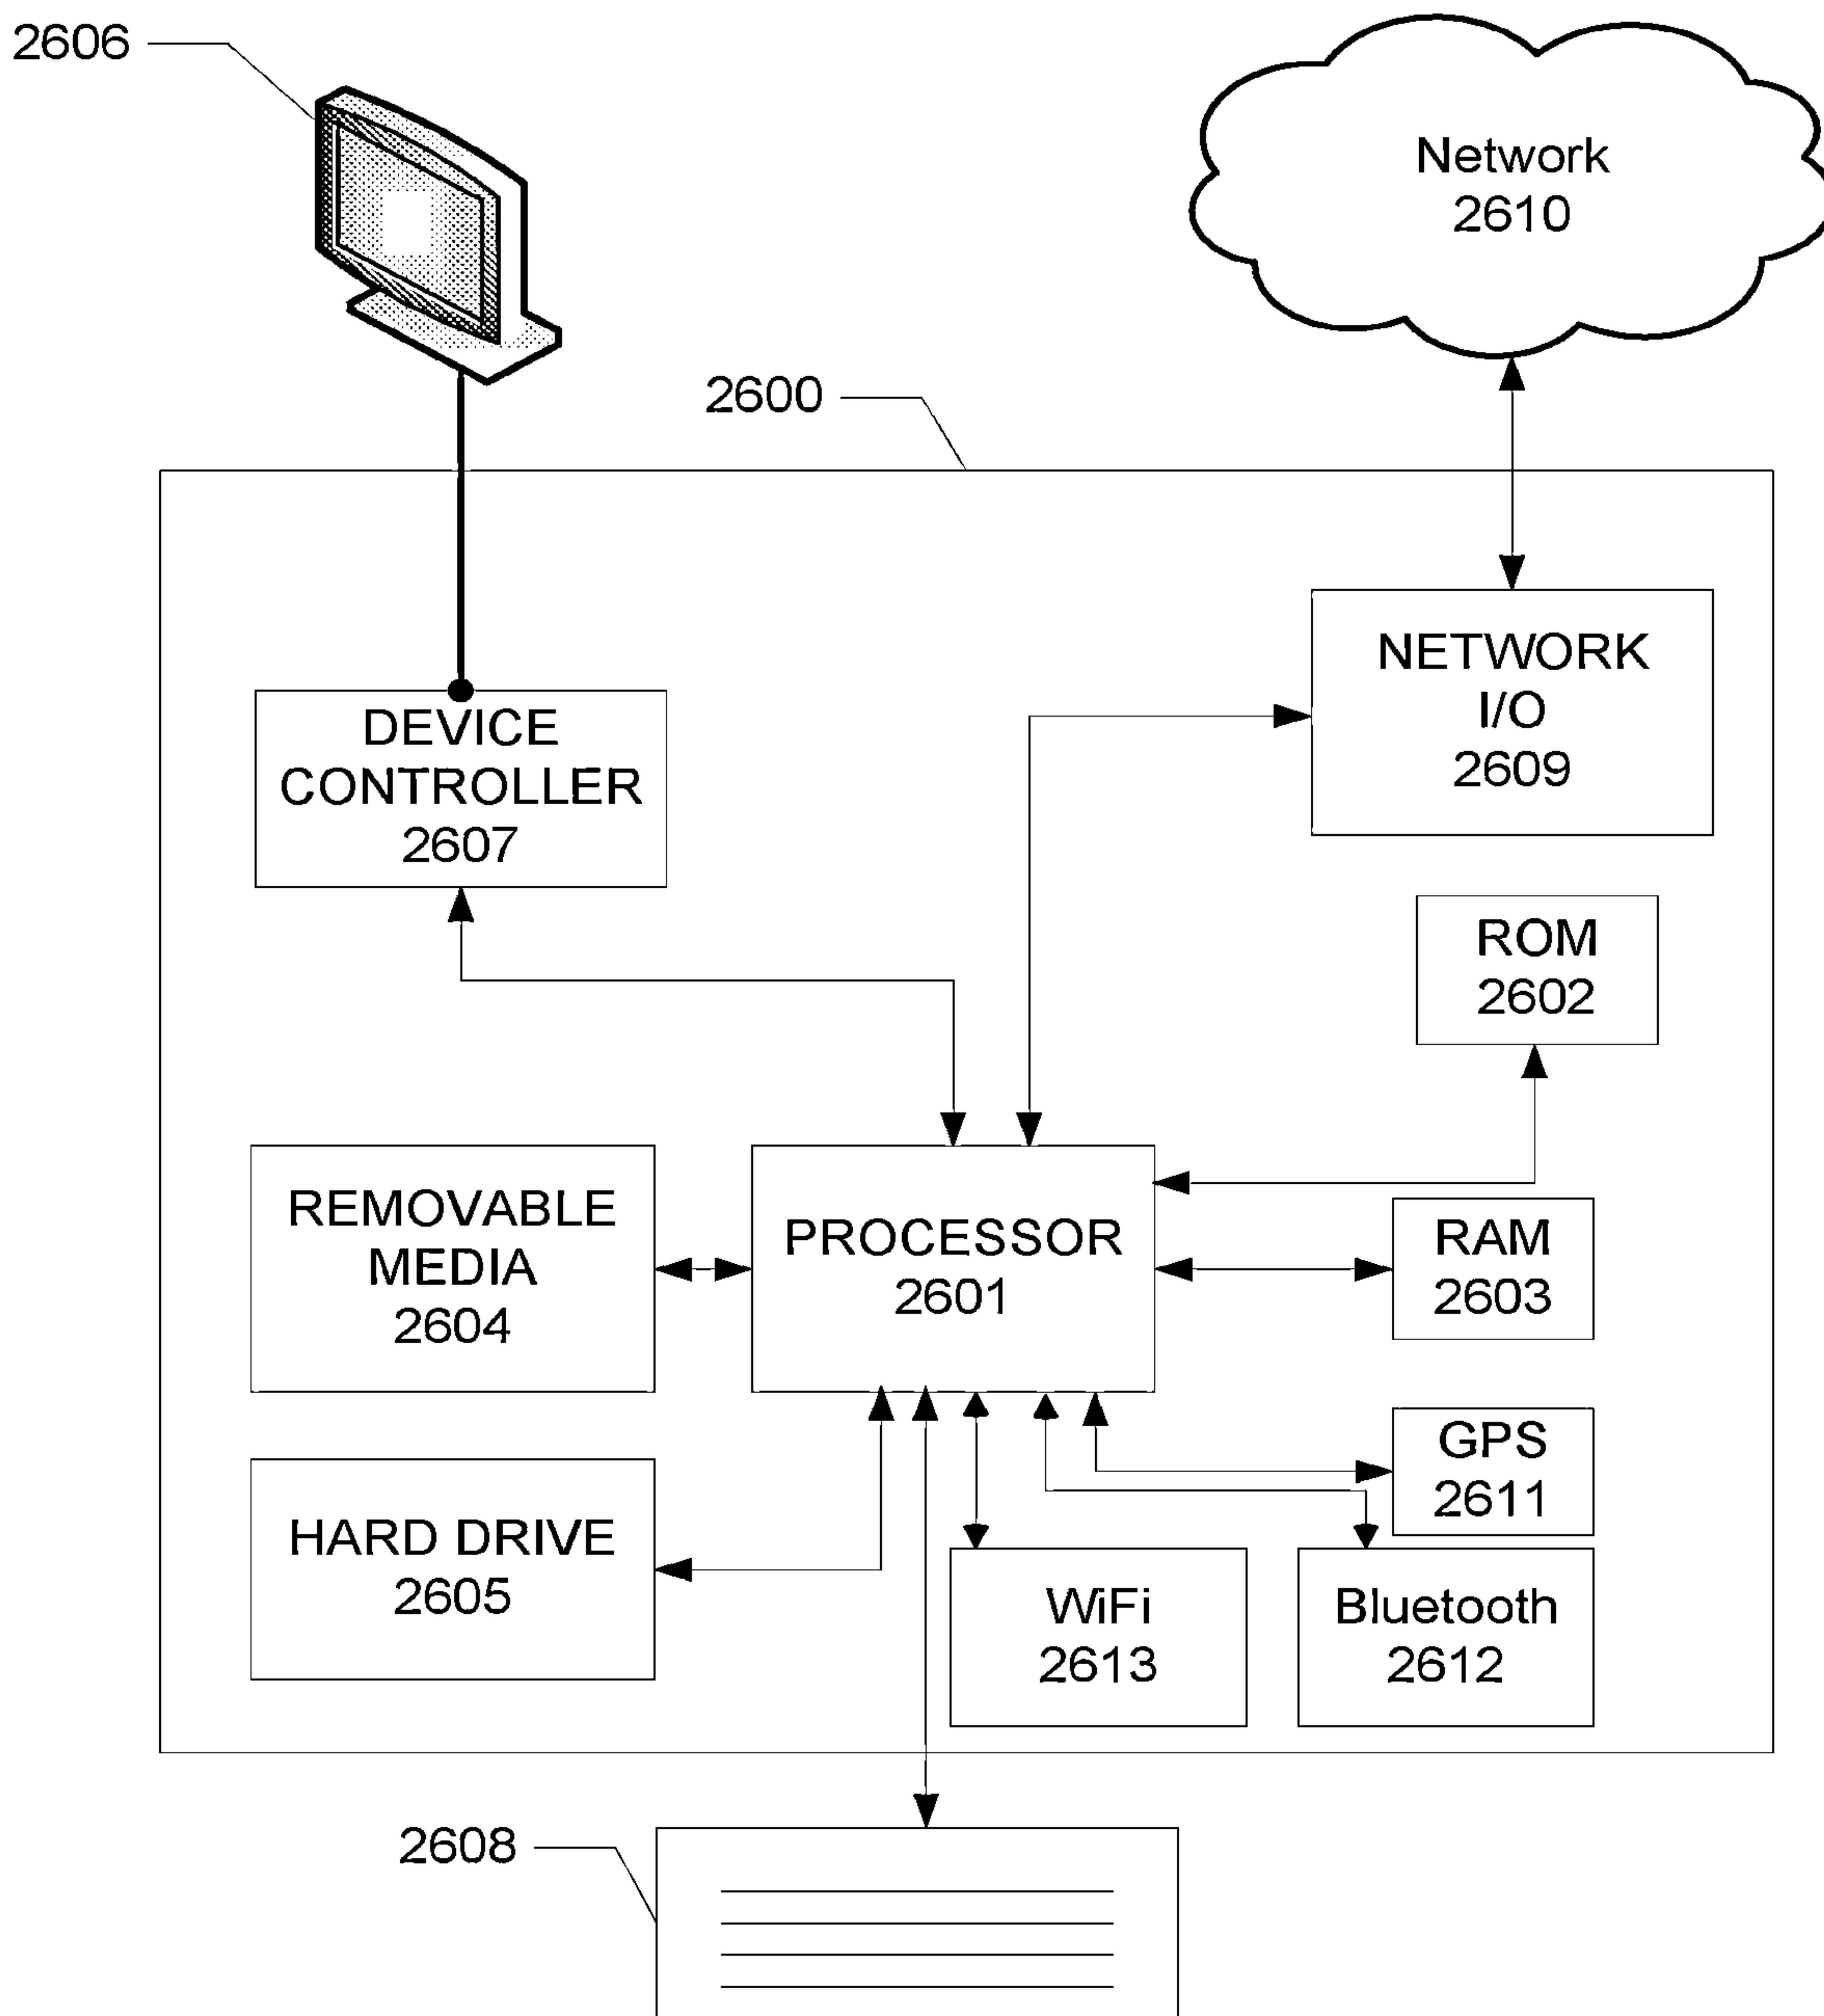 2606
Network
2610
2600
NETWORK
I/O
2609
DEVICE
CONTROLLER
2607
ROM
2602
REMOVABLE
MEDIA
2604
PROCESSOR
2601
RAM
2603
GPS
2611
HARD DRIVE
2605
WiFi
2613
Bluetooth
2612
2608